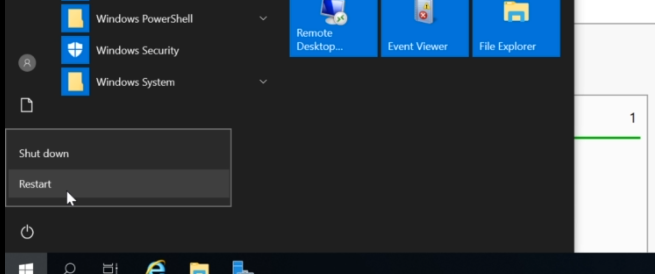 Windows PowerShell
Windows Security
Windows System
Remote
Desktop...
Event Viewer
File Explorer
1
Shut down
Restart